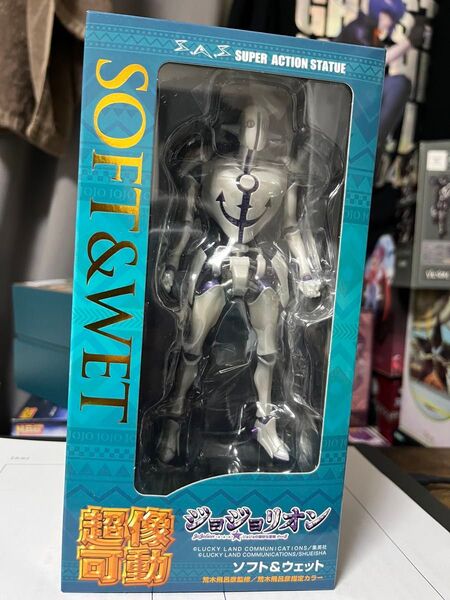 SAS SUPER ACTION STATUE
SOFT&WET
超像
可動
ジョジョリオン
©LUCKY LAND COMMUNICATIONS/集英社
©LUCKY LAND COMMUNICATIONS/SHUEISHA
ソフト&ウェット
荒木飛呂彦監修/荒木飛呂彦指定カラー